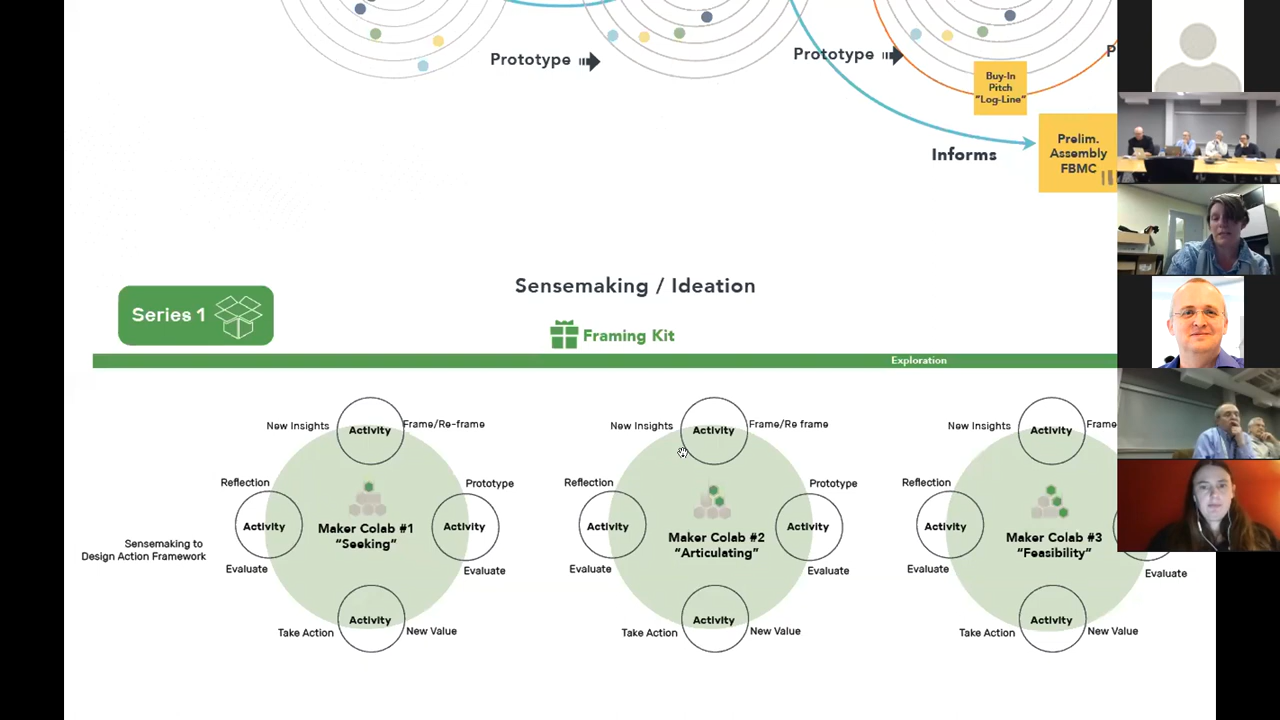 Prototype
Prototype
P
Buy-In
Pitch
"Log-Line"
Informs
Prelim.
Assembly
FBMC
Sensemaking / Ideation
Series 1
Framing Kit
Exploration
New Insights
Activity
Frame/Re-frame
Reflection
Prototype
Activity
Maker Colab #1
"Seeking"
Activity
Evaluate
Evaluate
Take Action
Activity
New Value
Sensemaking to
Design Action Framework
New Insights
Activity
Frame/Re frame
Reflection
Prototype
Activity
Maker Colab #2
"Articulating"
Activity
Evaluate
Evaluate
Take Action
Activity
New Value
New Insights
Activity
Frame
Reflection
Activity
Maker Colab #3
"Feasibility"
Evaluate
Evaluate
Take Action
Activity
New Value